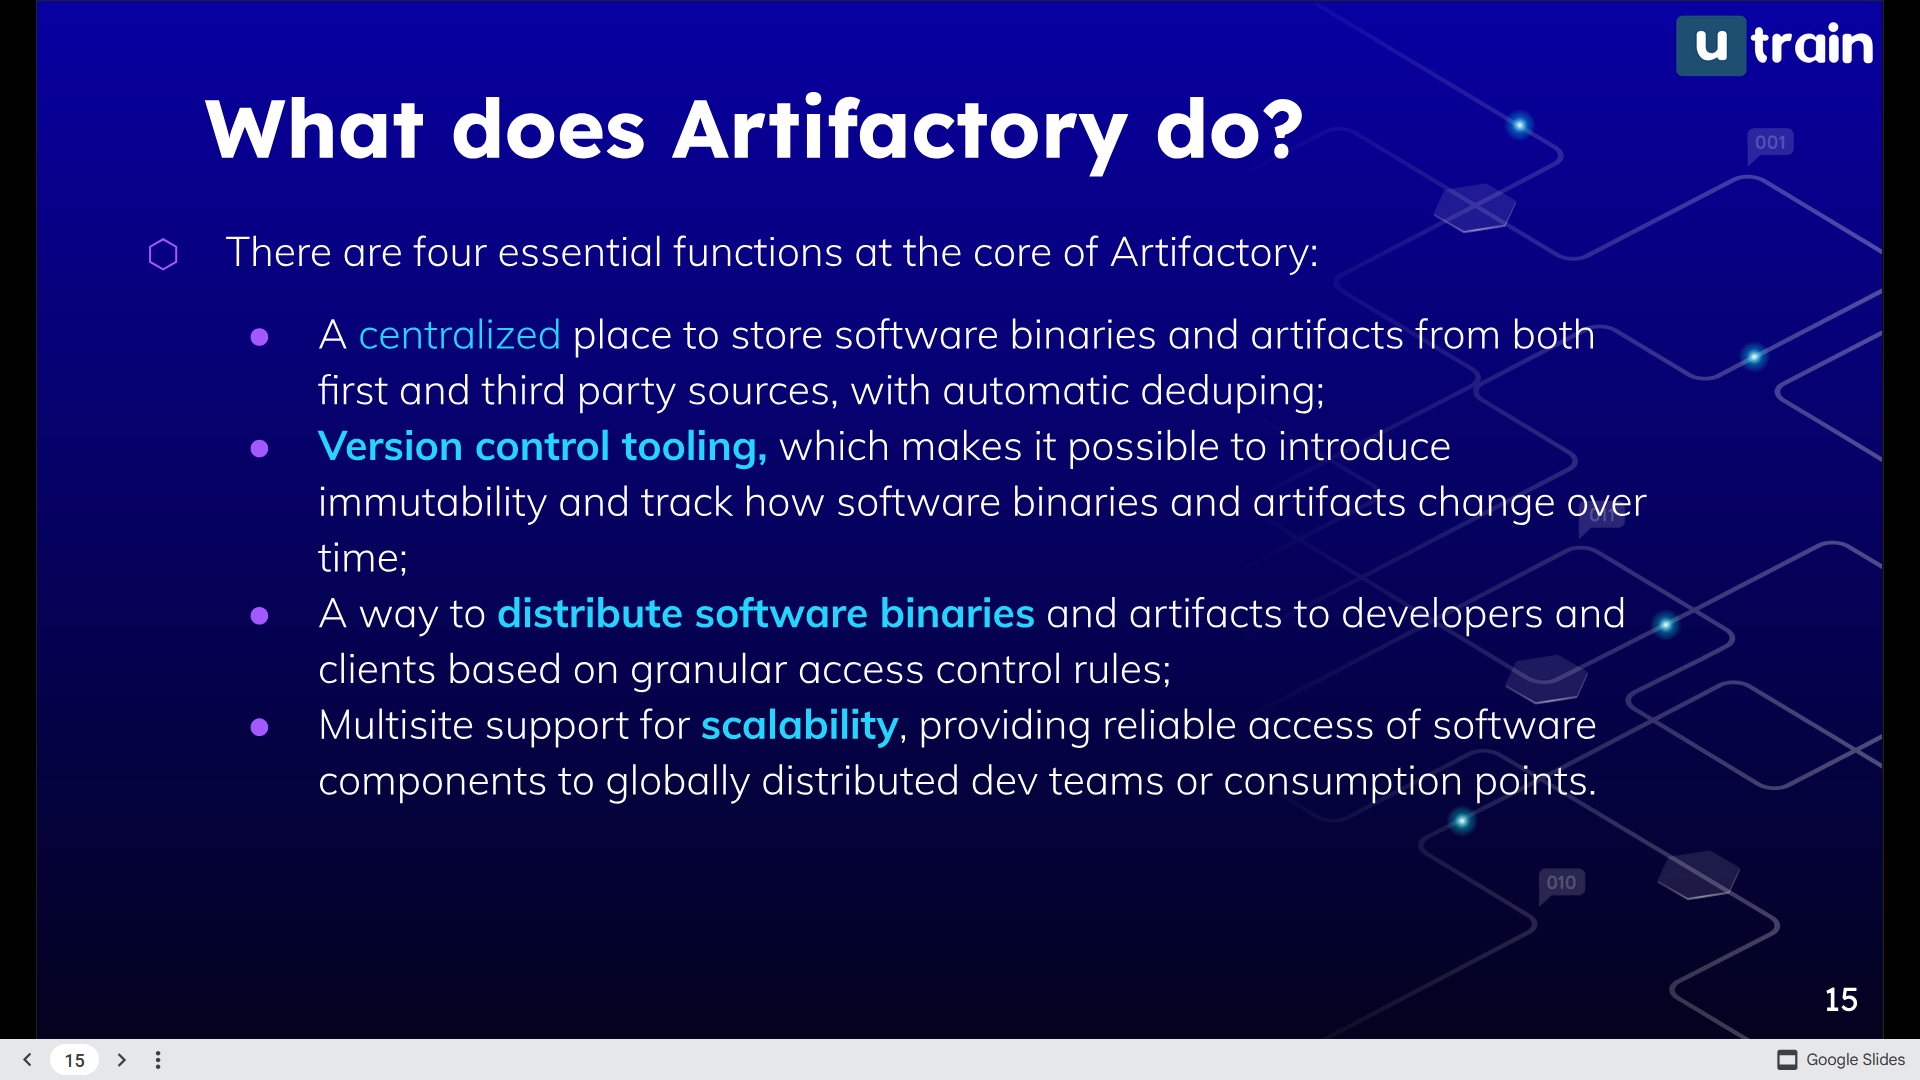 u train
What does Artifactory do?
001
There are four essential functions at the core of Artifactory:
A centralized place to store software binaries and artifacts from both
first and third party sources, with automatic deduping;
Version control tooling, which makes it possible to introduce
immutability and track how software binaries and artifacts change over
011
time;
A way to distribute software binaries and artifacts to developers and
clients based on granular access control rules;
Multisite support for scalability, providing reliable access of software
components to globally distributed dev teams or consumption points.
010
15
15
Google Slides